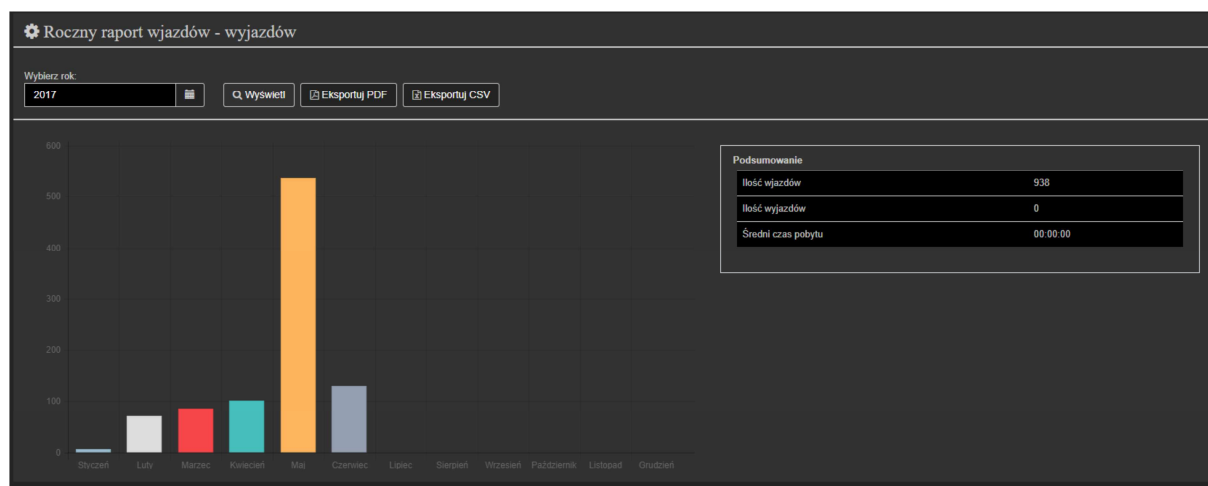 Roczny raport wjazdów - wyjazdów
Wybierz rok:
2017 Wyświetl Eksportuj PDF Eksportuj CSV
600
500
400
300
200
100
0
Styczeń Luty Marzec Kwiecień Maj Czerwiec Lipiec Sierpień Wrzesień Październik Listopad Grudzień
Podsumowanie
Ilość wjazdów 938
Ilość wyjazdów 0
Średni czas pobytu 00:00:00